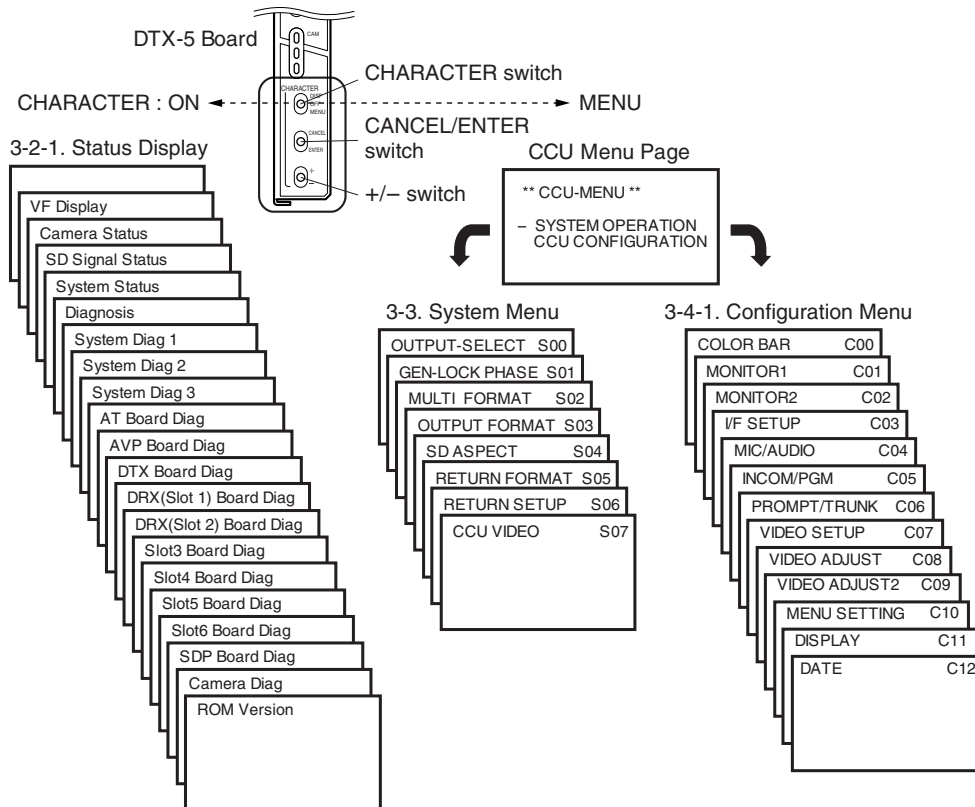 DTX-5 Board
CAM
CHARACTER
DISP
OFF
MENU
CANCEL
ENTER
+
–
CHARACTER switch
CHARACTER : ON
MENU
CANCEL/ENTER
switch
+/– switch
3-2-1. Status Display
VF Display
Camera Status
SD Signal Status
System Status
Diagnosis
System Diag 1
System Diag 2
System Diag 3
AT Board Diag
AVP Board Diag
DTX Board Diag
DRX(Slot 1) Board Diag
DRX(Slot 2) Board Diag
Slot3 Board Diag
Slot4 Board Diag
Slot5 Board Diag
Slot6 Board Diag
SDP Board Diag
Camera Diag
ROM Version
CCU Menu Page
** CCU-MENU **
– SYSTEM OPERATION
CCU CONFIGURATION
3-3. System Menu
OUTPUT-SELECT S00
GEN-LOCK PHASE S01
MULTI FORMAT S02
OUTPUT FORMAT S03
SD ASPECT S04
RETURN FORMAT S05
RETURN SETUP S06
CCU VIDEO S07
3-4-1. Configuration Menu
COLOR BAR C00
MONITOR1 C01
MONITOR2 C02
I/F SETUP C03
MIC/AUDIO C04
INCOM/PGM C05
PROMPT/TRUNK C06
VIDEO SETUP C07
VIDEO ADJUST C08
VIDEO ADJUST2 C09
MENU SETTING C10
DISPLAY C11
DATE C12